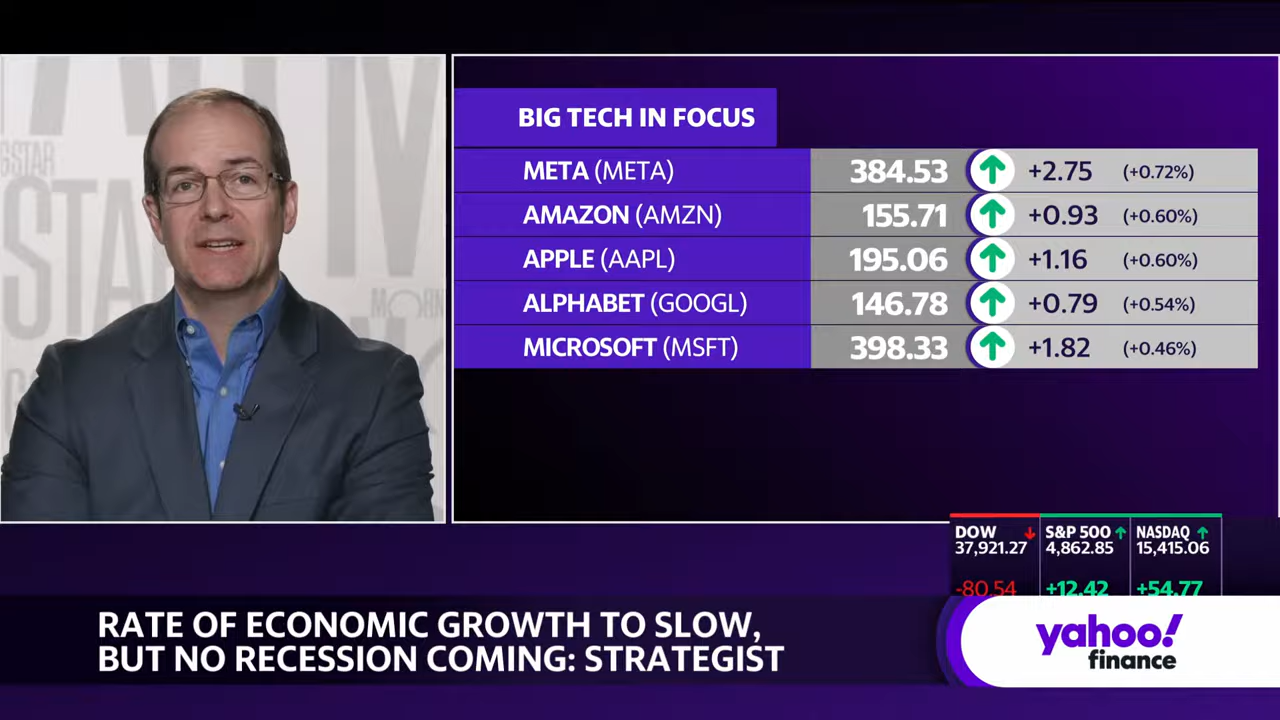 BIG TECH IN FOCUS
META (META) 384.53 +2.75 (+0.72%)
AMAZON (AMZN) 155.71 +0.93 (+0.60%)
APPLE (AAPL) 195.06 +1.16 (+0.60%)
ALPHABET (GOOGL) 146.78 +0.79 (+0.54%)
MICROSOFT (MSFT) 398.33 +1.82 (+0.46%)
DOW S&P 500 NASDAQ
37,921.27 4,862.85 15,415.06
-80.54 +12.42 +54.77
RATE OF ECONOMIC GROWTH TO SLOW,
BUT NO RECESSION COMING: STRATEGIST
yahoo!
finance